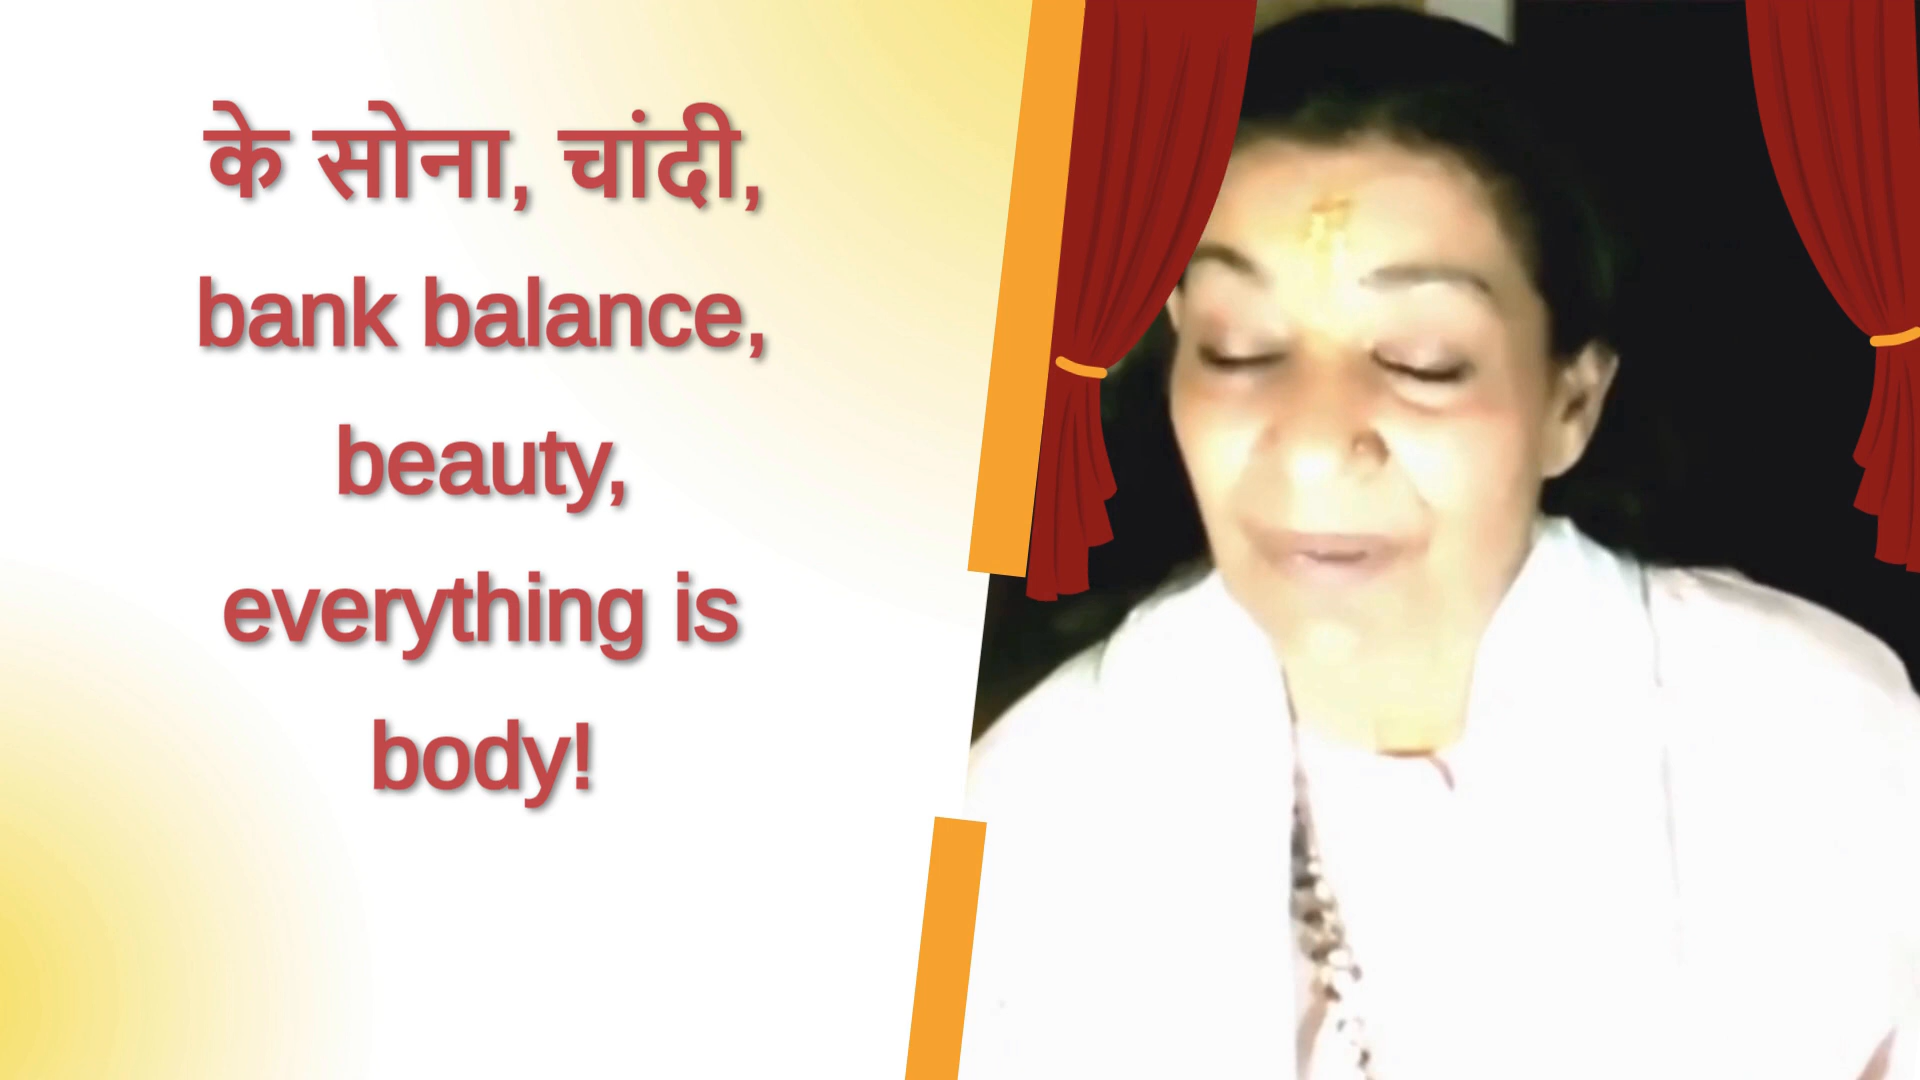 के सोना, चांदी,
bank balance,
beauty,
everything is
body!